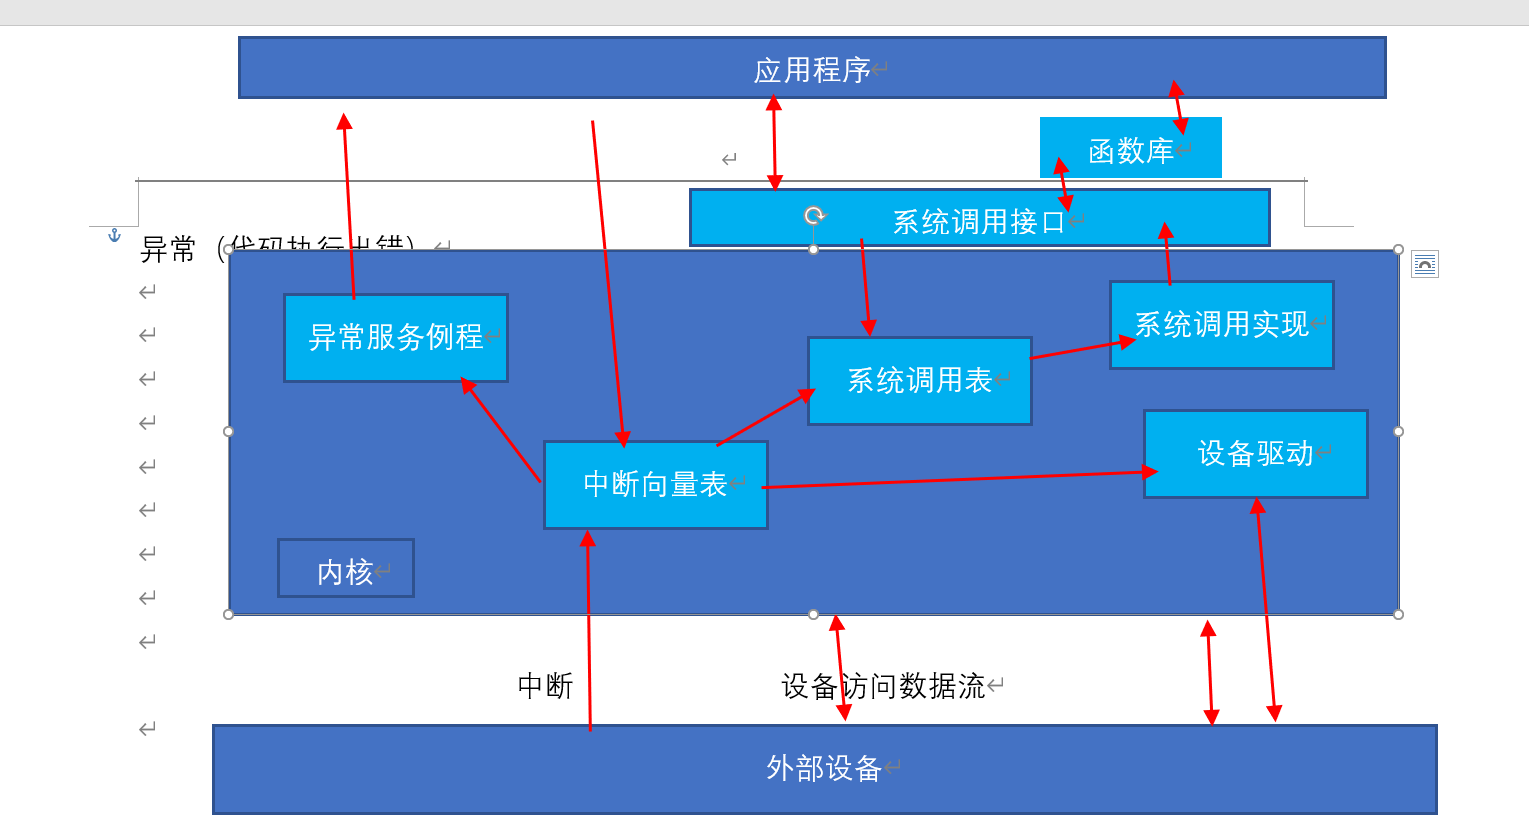 应用程序
函数库
系统调用接口
异常（代码执行出错）
异常服务例程
系统调用实现
系统调用表
设备驱动
中断向量表
内核
中断
设备访问数据流
外部设备